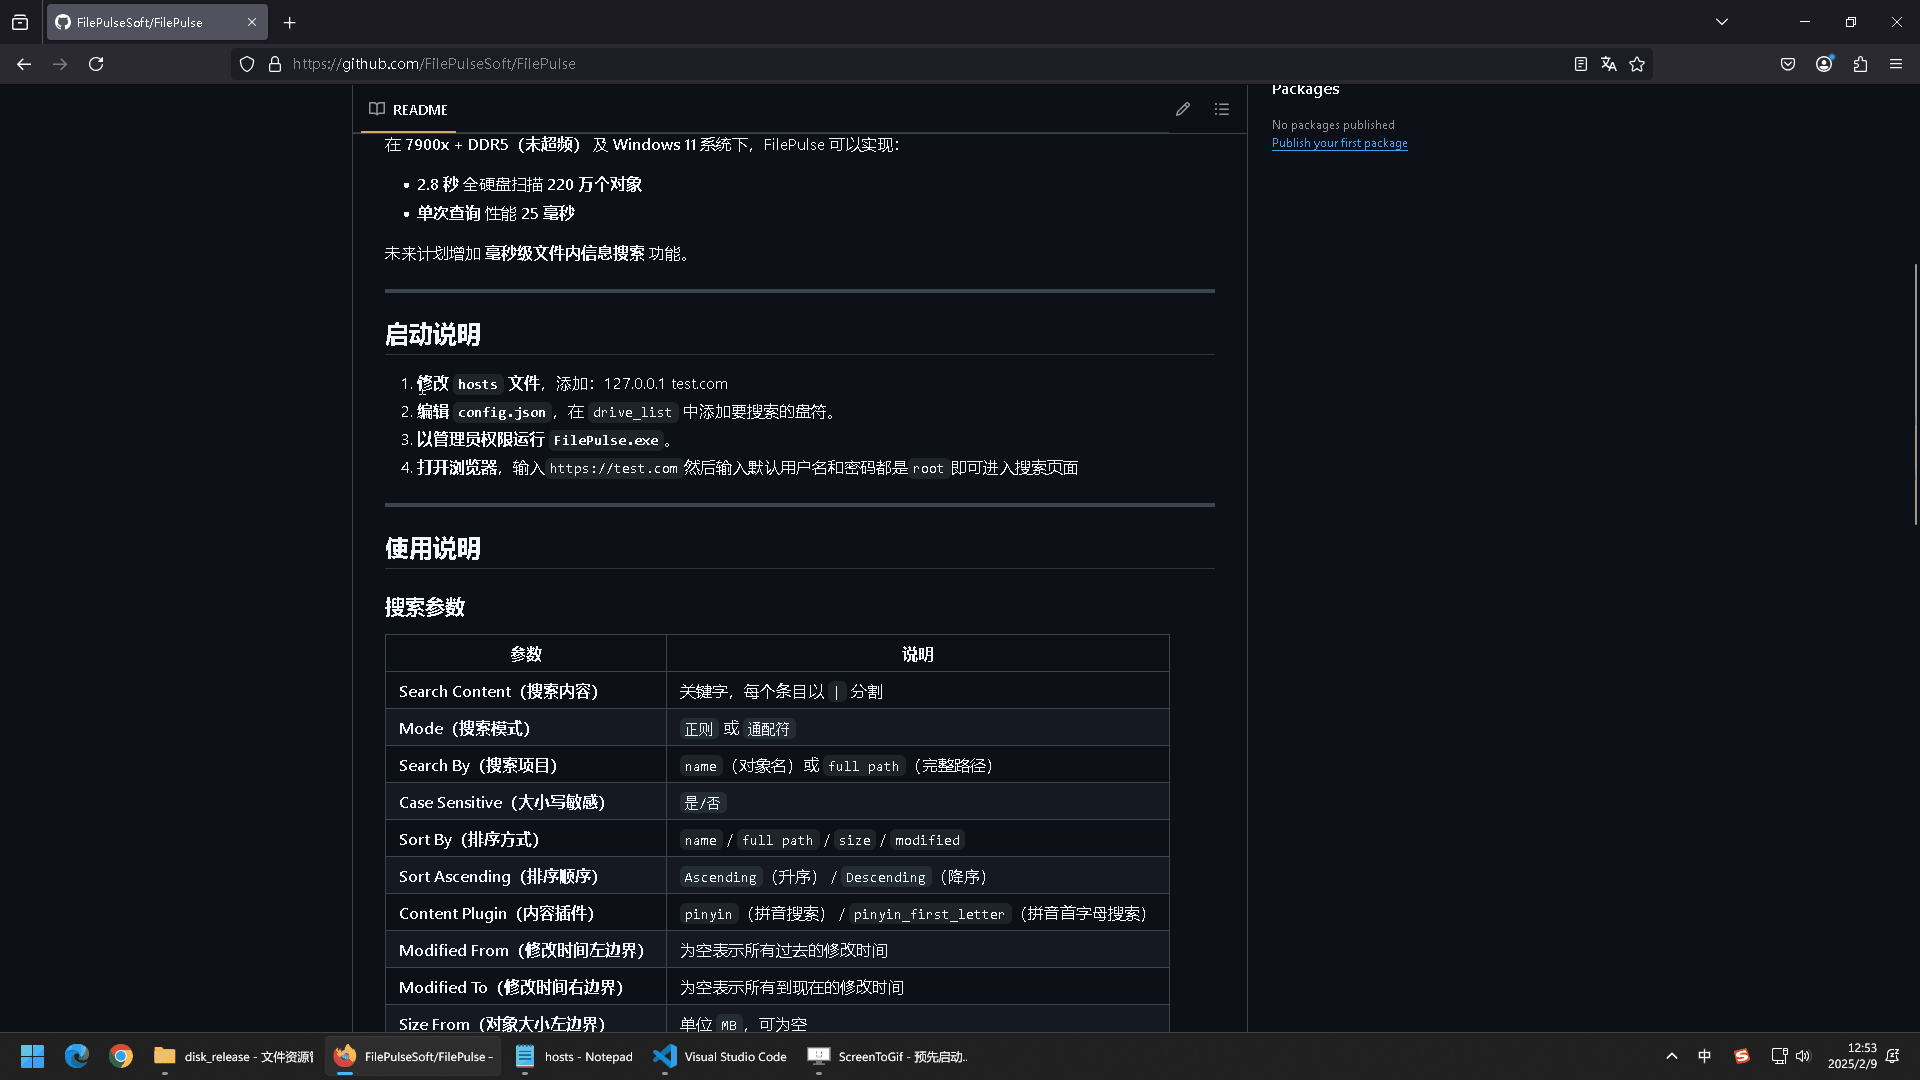 FilePulseSoft/FilePulse
https://github.com/FilePulseSoft/FilePulse
README
Packages
No packages published
Publish your first package
在 7900x + DDR5（未超频） 及 Windows 11 系统下，FilePulse 可以实现：
2.8 秒 全硬盘扫描 220 万个对象
单次查询 性能 25 毫秒
未来计划增加 毫秒级文件内信息搜索 功能。
启动说明
1. 修改 hosts 文件，添加：127.0.0.1 test.com
2. 编辑 config.json，在 drive_list 中添加要搜索的盘符。
3. 以管理员权限运行 FilePulse.exe。
4. 打开浏览器，输入 https://test.com 然后输入默认用户名和密码都是 root 即可进入搜索页面
使用说明
搜索参数
参数 说明
Search Content（搜索内容） 关键字，每个条目以 | 分割
Mode（搜索模式） 正则 或 通配符
Search By（搜索项目） name（对象名）或 full path（完整路径）
Case Sensitive（大小写敏感） 是/否
Sort By（排序方式） name / full path / size / modified
Sort Ascending（排序顺序） Ascending（升序） / Descending（降序）
Content Plugin（内容插件） pinyin（拼音搜索） / pinyin_first_letter（拼音首字母搜索）
Modified From（修改时间左边界） 为空表示所有过去的修改时间
Modified To（修改时间右边界） 为空表示所有到现在的修改时间
Size From（对象大小左边界） 单位 MB，可为空
disk_release - 文件资源管
FilePulseSoft/FilePulse -
hosts - Notepad
Visual Studio Code
ScreenToGif - 预先启动..
中
12:53
2025/2/9